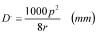 D' = 1000 p² / 8r (mm)